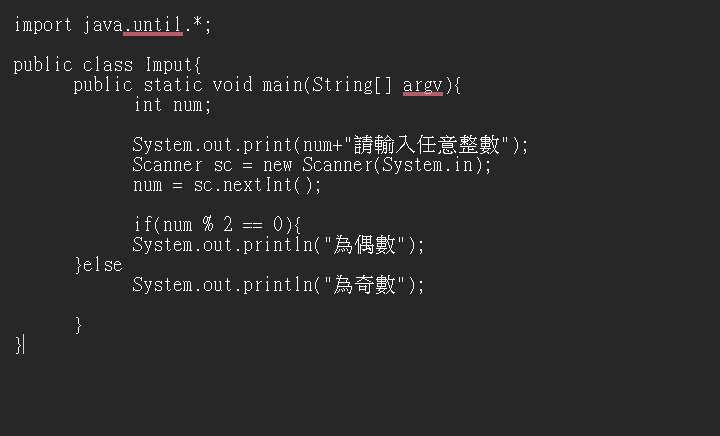 import java.until.*;
public class Imput{
public static void main(String[] argv){
int num;
System.out.print(num+"請輸入任意整數");
Scanner sc = new Scanner(System.in);
num = sc.nextInt();
if(num % 2 == 0){
System.out.println("為偶數");
}else
System.out.println("為奇數");
}
}